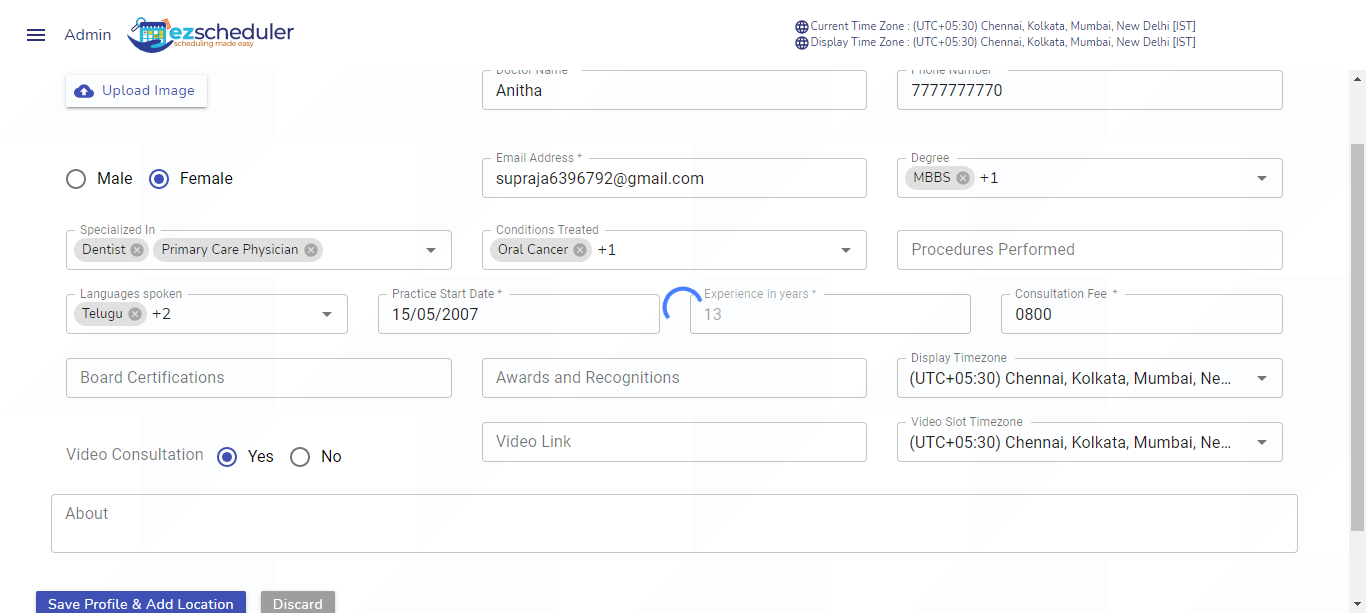 Admin
ezscheduler
scheduling made easy
Current Time Zone : (UTC+05:30) Chennai, Kolkata, Mumbai, New Delhi [IST]
Display Time Zone : (UTC+05:30) Chennai, Kolkata, Mumbai, New Delhi [IST]
Upload Image
Doctor Name
Anitha
Phone Number
7777777770
Male
Female
Email Address *
supraja6396792@gmail.com
Degree
MBBS +1
Specialized In
Dentist Primary Care Physician
Conditions Treated
Oral Cancer +1
Procedures Performed
Languages spoken
Telugu +2
Practice Start Date *
15/05/2007
Experience in years *
13
Consultation Fee *
0800
Board Certifications
Awards and Recognitions
Display Timezone
(UTC+05:30) Chennai, Kolkata, Mumbai, Ne...
Video Consultation
Yes
No
Video Link
Video Slot Timezone
(UTC+05:30) Chennai, Kolkata, Mumbai, Ne...
About
Save Profile & Add Location
Discard